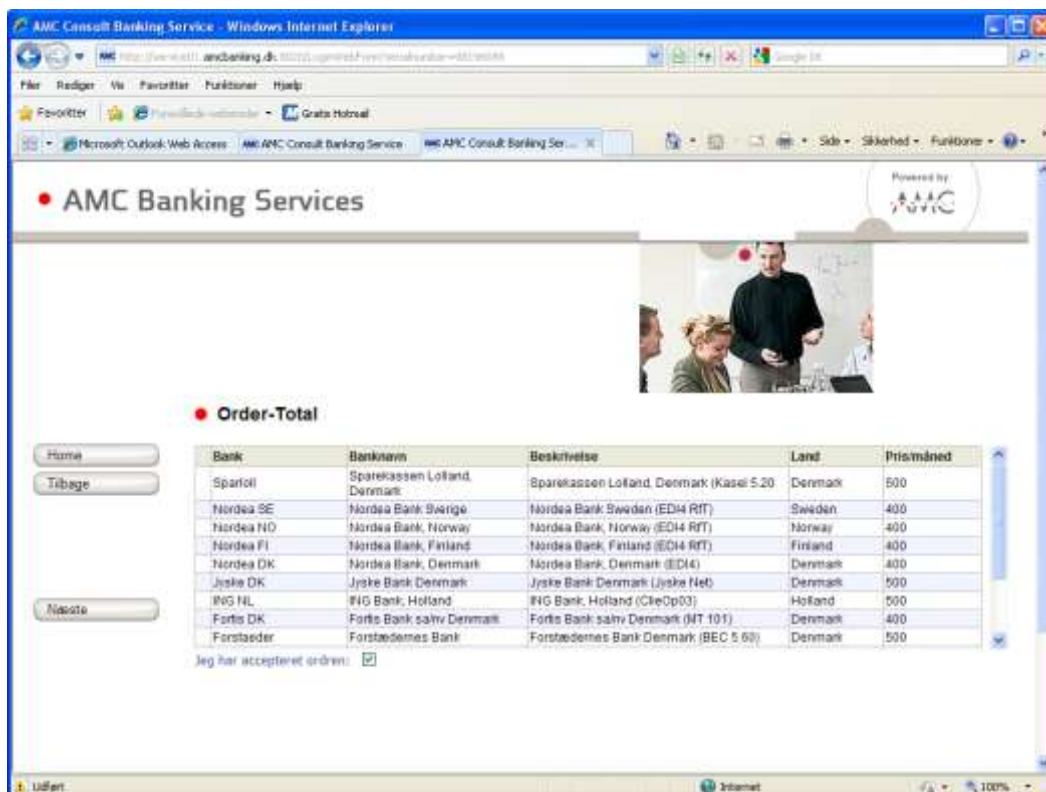 AMC Consult Banking Service - Windows Internet Explorer
amcbanking.dk
Filer Rediger Vis Favoritter Funktioner Hjælp
Favoritter Gratis Hotmail
Microsoft Outlook Web Access AMC Consult Banking Service AMC Consult Banking Ser... Side Sikkerhed Funktioner
Powered by
AMC
AMC Banking Services
Order-Total
Home
Tilbage
Næste
Bank Banknavn Beskrivelse Land Pris/måned
Sparloll Sparekassen Lolland, Denmark Sparekassen Lolland, Denmark (Kasel 5.20 Denmark 500
Nordea SE Nordea Bank Sverige Nordea Bank Sweden (EDI4 RfT) Sweden 400
Nordea NO Nordea Bank, Norway Nordea Bank, Norway (EDI4 RfT) Norway 400
Nordea FI Nordea Bank, Finland Nordea Bank, Finland (EDI4 RfT) Finland 400
Nordea DK Nordea Bank, Denmark Nordea Bank, Denmark (EDI4) Denmark 400
Jyske DK Jyske Bank Denmark Jyske Bank Denmark (Jyske Net) Denmark 500
ING NL ING Bank, Holland ING Bank, Holland (ClieOp03) Holland 500
Fortis DK Fortis Bank sa/nv Denmark Fortis Bank sa/nv Denmark (MT 101) Denmark 400
Forstaeder Forstædernes Bank Forstædernes Bank Denmark (BEC 5.60) Denmark 500
Jeg har accepteret ordren:
Udført Internet 100%